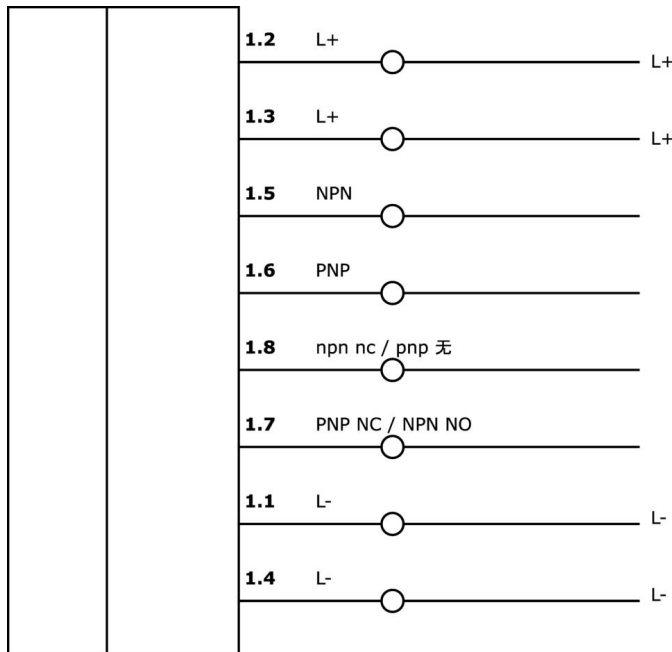 1.2 L+ L+
1.3 L+ L+
1.5 NPN
1.6 PNP
1.8 npn nc / pnp 无
1.7 PNP NC / NPN NO
1.1 L- L-
1.4 L- L-